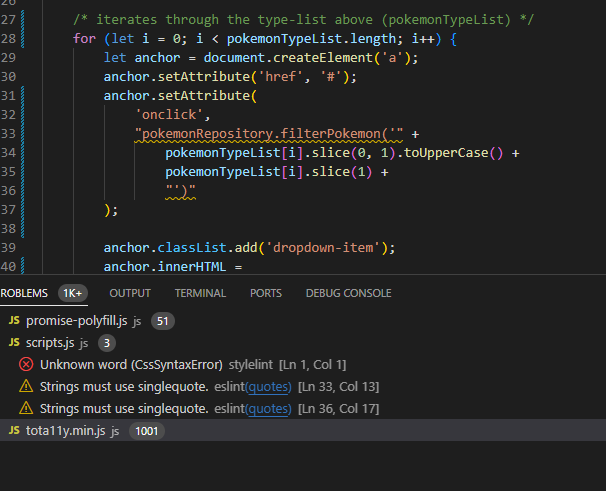 26
27 /* iterates through the type-list above (pokemonTypeList) */
28 for (let i = 0; i < pokemonTypeList.length; i++) {
29 let anchor = document.createElement('a');
30 anchor.setAttribute('href', '#');
31 anchor.setAttribute(
32 'onclick',
33 "pokemonRepository.filterPokemon('" +
34 pokemonTypeList[i].slice(0, 1).toUpperCase() +
35 pokemonTypeList[i].slice(1) +
36 "')"
37 );
38
39 anchor.classList.add('dropdown-item');
40 anchor.innerHTML =
ROBLEMS 1K+ OUTPUT TERMINAL PORTS DEBUG CONSOLE
JS promise-polyfill.js js 51
JS scripts.js js 3
Unknown word (CssSyntaxError) stylelint [Ln 1, Col 1]
Strings must use singlequote. eslint(quotes) [Ln 33, Col 13]
Strings must use singlequote. eslint(quotes) [Ln 36, Col 17]
JS tota11y.min.js js 1001